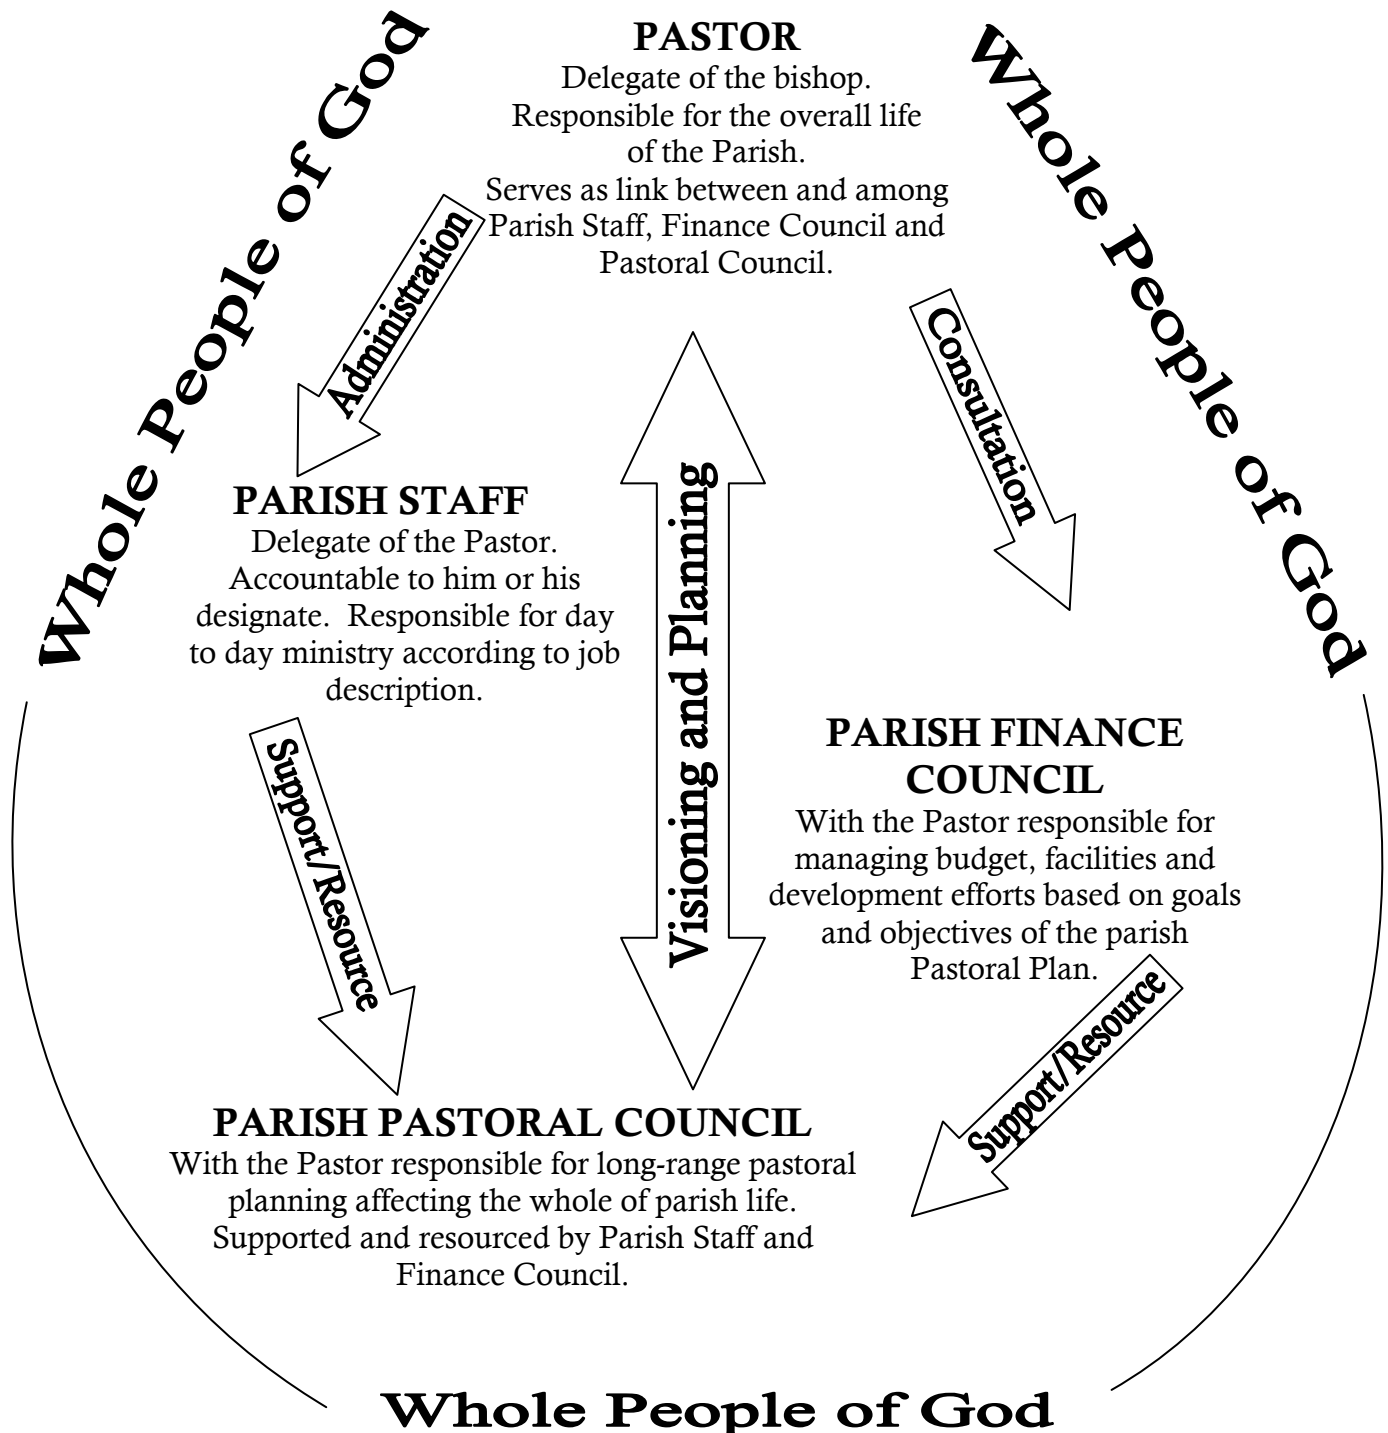 Whole People of God
Whole People of God
PASTOR
Delegate of the bishop.
Responsible for the overall life
of the Parish.
Serves as link between and among
Parish Staff, Finance Council and
Pastoral Council.
Administration
Consultation
Visioning and Planning
PARISH STAFF
Delegate of the Pastor.
Accountable to him or his
designate.  Responsible for day
to day ministry according to job
description.
Support/Resource
PARISH FINANCE
COUNCIL
With the Pastor responsible for
managing budget, facilities and
development efforts based on goals
and objectives of the parish
Pastoral Plan.
Support/Resource
PARISH PASTORAL COUNCIL
With the Pastor responsible for long-range pastoral
planning affecting the whole of parish life.
Supported and resourced by Parish Staff and
Finance Council.
Whole People of God